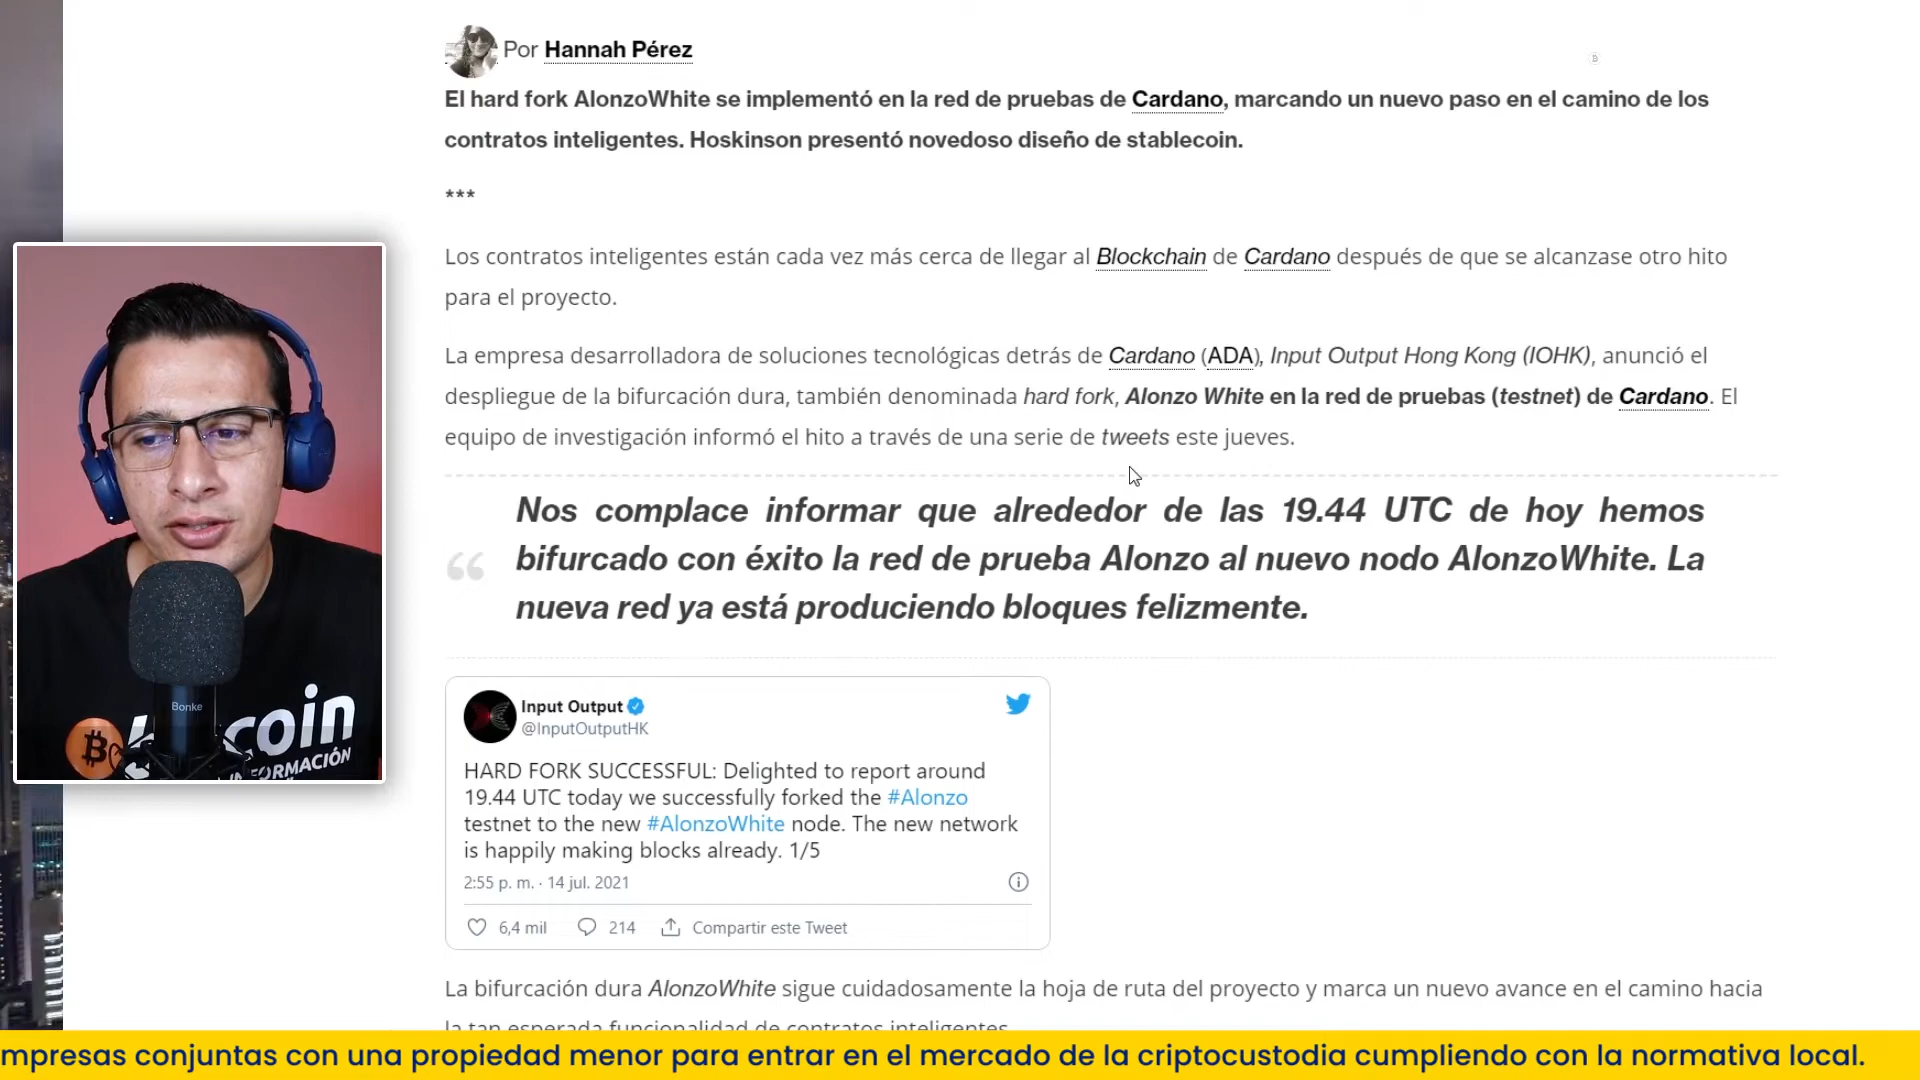 Por Hannah Pérez
El hard fork AlonzoWhite se implementó en la red de pruebas de Cardano, marcando un nuevo paso en el camino de los
contratos inteligentes. Hoskinson presentó novedoso diseño de stablecoin.
***
Los contratos inteligentes están cada vez más cerca de llegar al Blockchain de Cardano después de que se alcanzase otro hito
para el proyecto.
La empresa desarrolladora de soluciones tecnológicas detrás de Cardano (ADA), Input Output Hong Kong (IOHK), anunció el
despliegue de la bifurcación dura, también denominada hard fork, Alonzo White en la red de pruebas (testnet) de Cardano. El
equipo de investigación informó el hito a través de una serie de tweets este jueves.
“
Nos complace informar que alrededor de las 19.44 UTC de hoy hemos
bifurcado con éxito la red de prueba Alonzo al nuevo nodo AlonzoWhite. La
nueva red ya está produciendo bloques felizmente.
Input Output
@InputOutputHK
HARD FORK SUCCESSFUL: Delighted to report around
19.44 UTC today we successfully forked the #Alonzo
testnet to the new #AlonzoWhite node. The new network
is happily making blocks already. 1/5
2:55 p. m. · 14 jul. 2021
6,4 mil 214 Compartir este Tweet
La bifurcación dura AlonzoWhite sigue cuidadosamente la hoja de ruta del proyecto y marca un nuevo avance en el camino hacia
la tan esperada funcionalidad de contratos inteligentes.
Bonke
coin
mpresas conjuntas con una propiedad menor para entrar en el mercado de la criptocustodia cumpliendo con la normativa local.